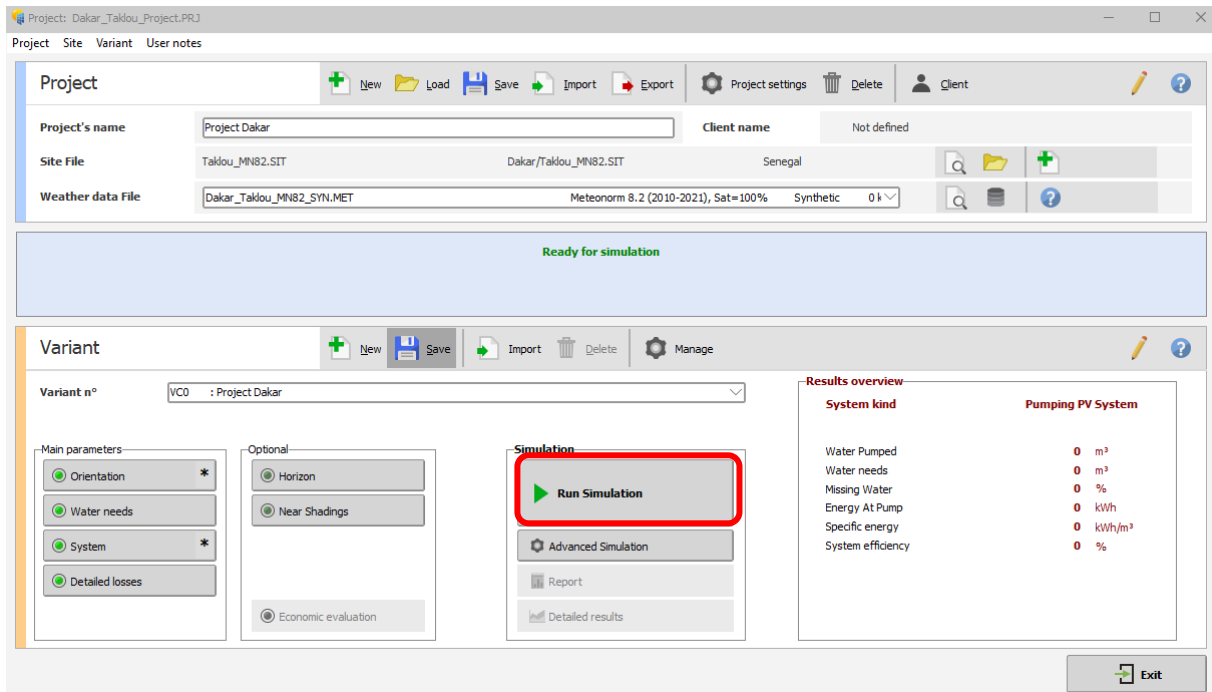 Project: Dakar_Taklou_Project.PRJ
Project Site Variant User notes
Project New Load Save Import Export Project settings Delete Client
Project's name Project Dakar Client name Not defined
Site File Taklou_MN82.SIT Dakar/Taklou_MN82.SIT Senegal
Weather data File Dakar_Taklou_MN82_SYN.MET Meteonorm 8.2 (2010-2021), Sat=100% Synthetic 0 k
Ready for simulation
Variant New Save Import Delete Manage
Variant n° VC0 : Project Dakar
Results overview
System kind Pumping PV System
Main parameters Optional Simulation
Water Pumped 0 m³
Orientation * Horizon Run Simulation Water needs 0 m³
Missing Water 0 %
Water needs Near Shadings Energy At Pump 0 kWh
Specific energy 0 kWh/m³
System * Advanced Simulation System efficiency 0 %
Detailed losses Report
Economic evaluation Detailed results
Exit